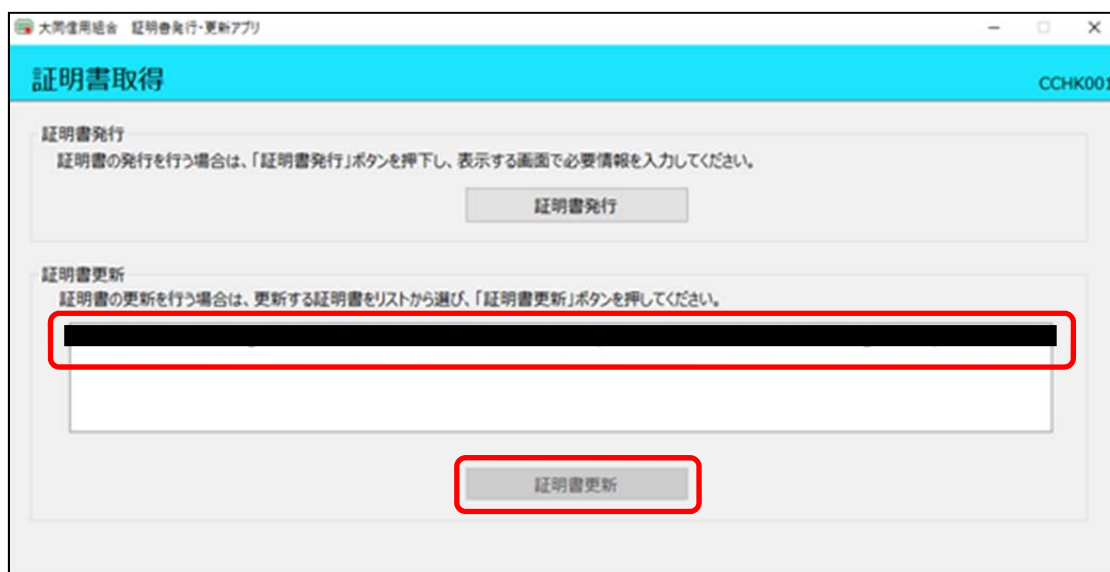 大同信用組合 証明書発行・更新アプリ
証明書取得
CCHK001
証明書発行
証明書の発行を行う場合は、「証明書発行」ボタンを押下し、表示する画面で必要情報を入力してください。
証明書発行
証明書更新
証明書の更新を行う場合は、更新する証明書をリストから選び、「証明書更新」ボタンを押してください。
証明書更新